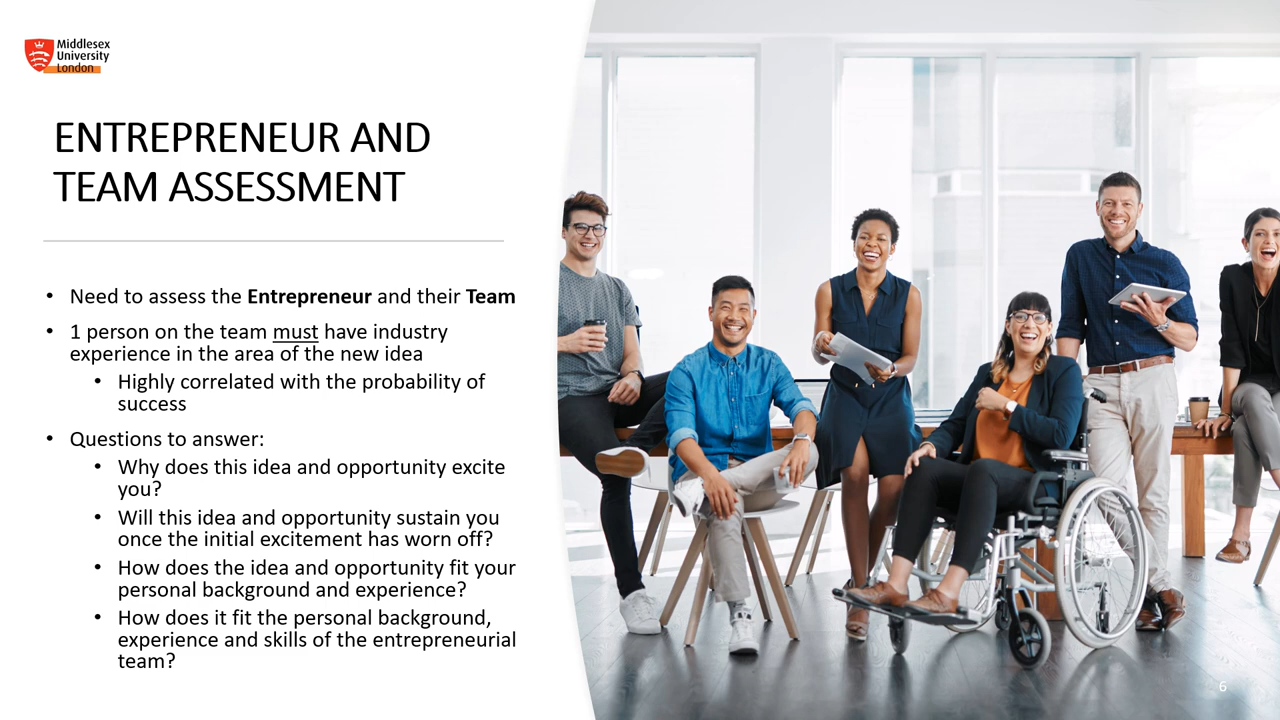 Middlesex
University
London
ENTREPRENEUR AND
TEAM ASSESSMENT
• Need to assess the Entrepreneur and their Team
• 1 person on the team must have industry
experience in the area of the new idea
• Highly correlated with the probability of
success
• Questions to answer:
• Why does this idea and opportunity excite
you?
• Will this idea and opportunity sustain you
once the initial excitement has worn off?
• How does the idea and opportunity fit your
personal background and experience?
• How does it fit the personal background,
experience and skills of the entrepreneurial
team?
6